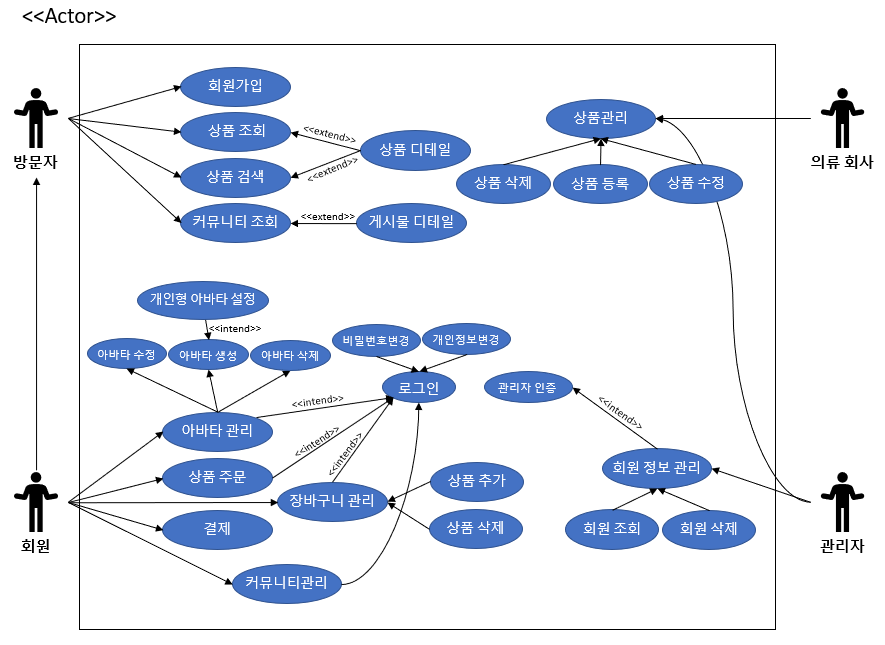 <<Actor>>
방문자
회원가입
상품 조회
상품 검색
커뮤니티 조회
<<extend>>
<<extend>>
<<extend>>
상품 디테일
게시물 디테일
상품관리
상품 삭제
상품 등록
상품 수정
의류 회사
개인형 아바타 설정
<<intend>>
아바타 수정
아바타 생성
아바타 삭제
비밀번호변경
개인정보변경
로그인
관리자 인증
<<intend>>
<<intend>>
<<intend>>
<<intend>>
아바타 관리
상품 주문
장바구니 관리
상품 추가
상품 삭제
결제
커뮤니티관리
회원 정보 관리
회원 조회
회원 삭제
회원
관리자